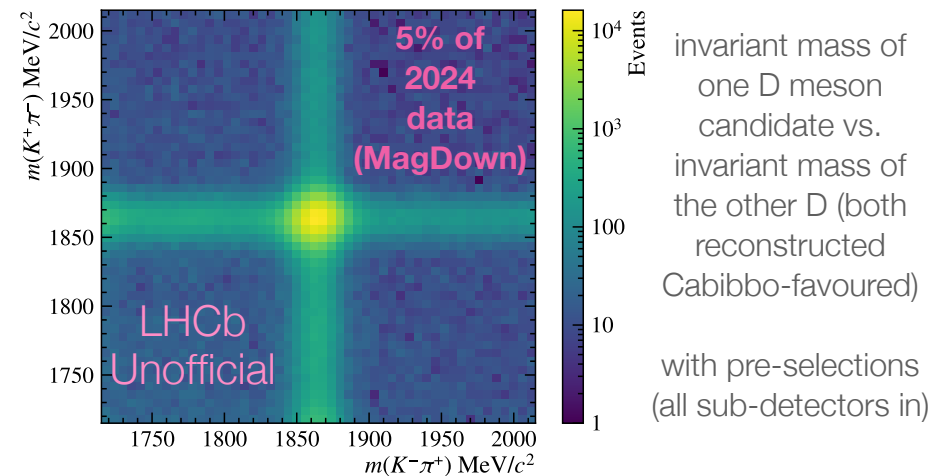 2000
1950
1900
1850
1800
1750
m(K⁺π⁻) MeV/c²
5% of
2024
data
(MagDown)
LHCb
Unofficial
1750 1800 1850 1900 1950 2000
m(K⁻π⁺) MeV/c²
10⁴
10³
100
10
1
Events
invariant mass of
one D meson
candidate vs.
invariant mass of
the other D (both
reconstructed
Cabibbo-favoured)
with pre-selections
(all sub-detectors in)